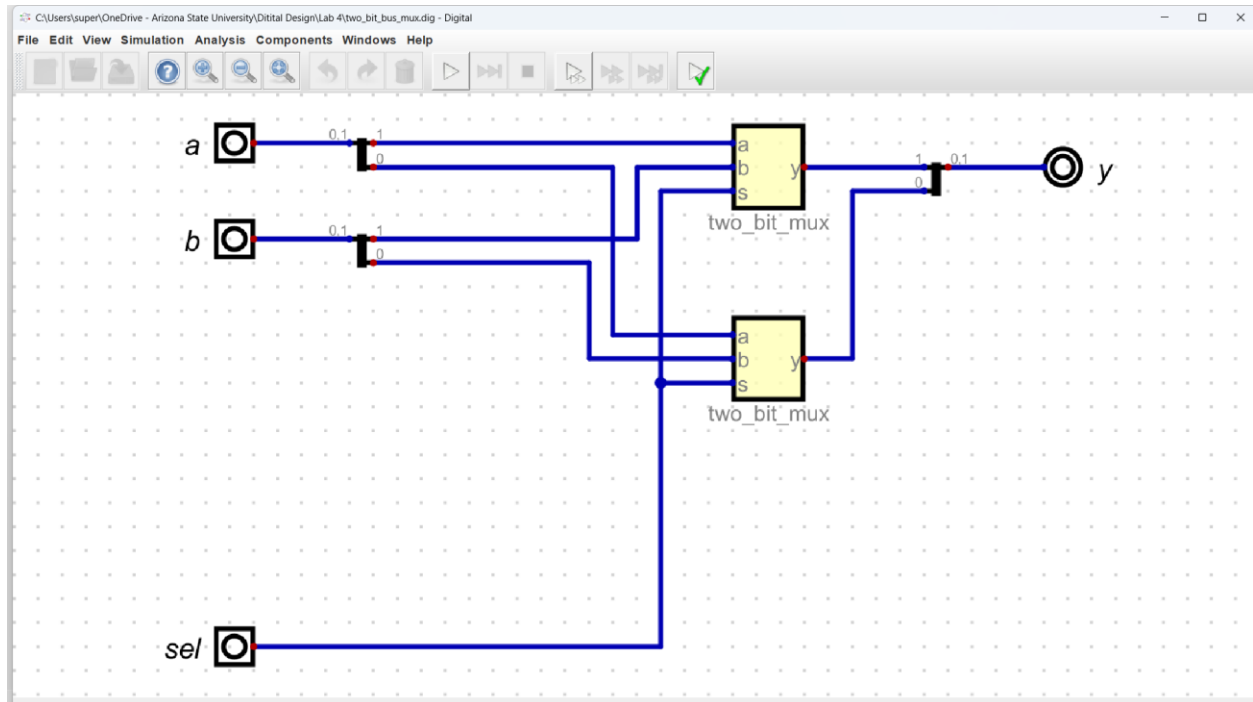 C:\Users\super\OneDrive - Arizona State University\Ditital Design\Lab 4\two_bit_bus_mux.dig - Digital
File Edit View Simulation Analysis Components Windows Help
a 0,1 1 a
0 b y 1 0,1 y
s 0
two_bit_mux
b 0,1 1
0
a
b y
s
two_bit_mux
sel